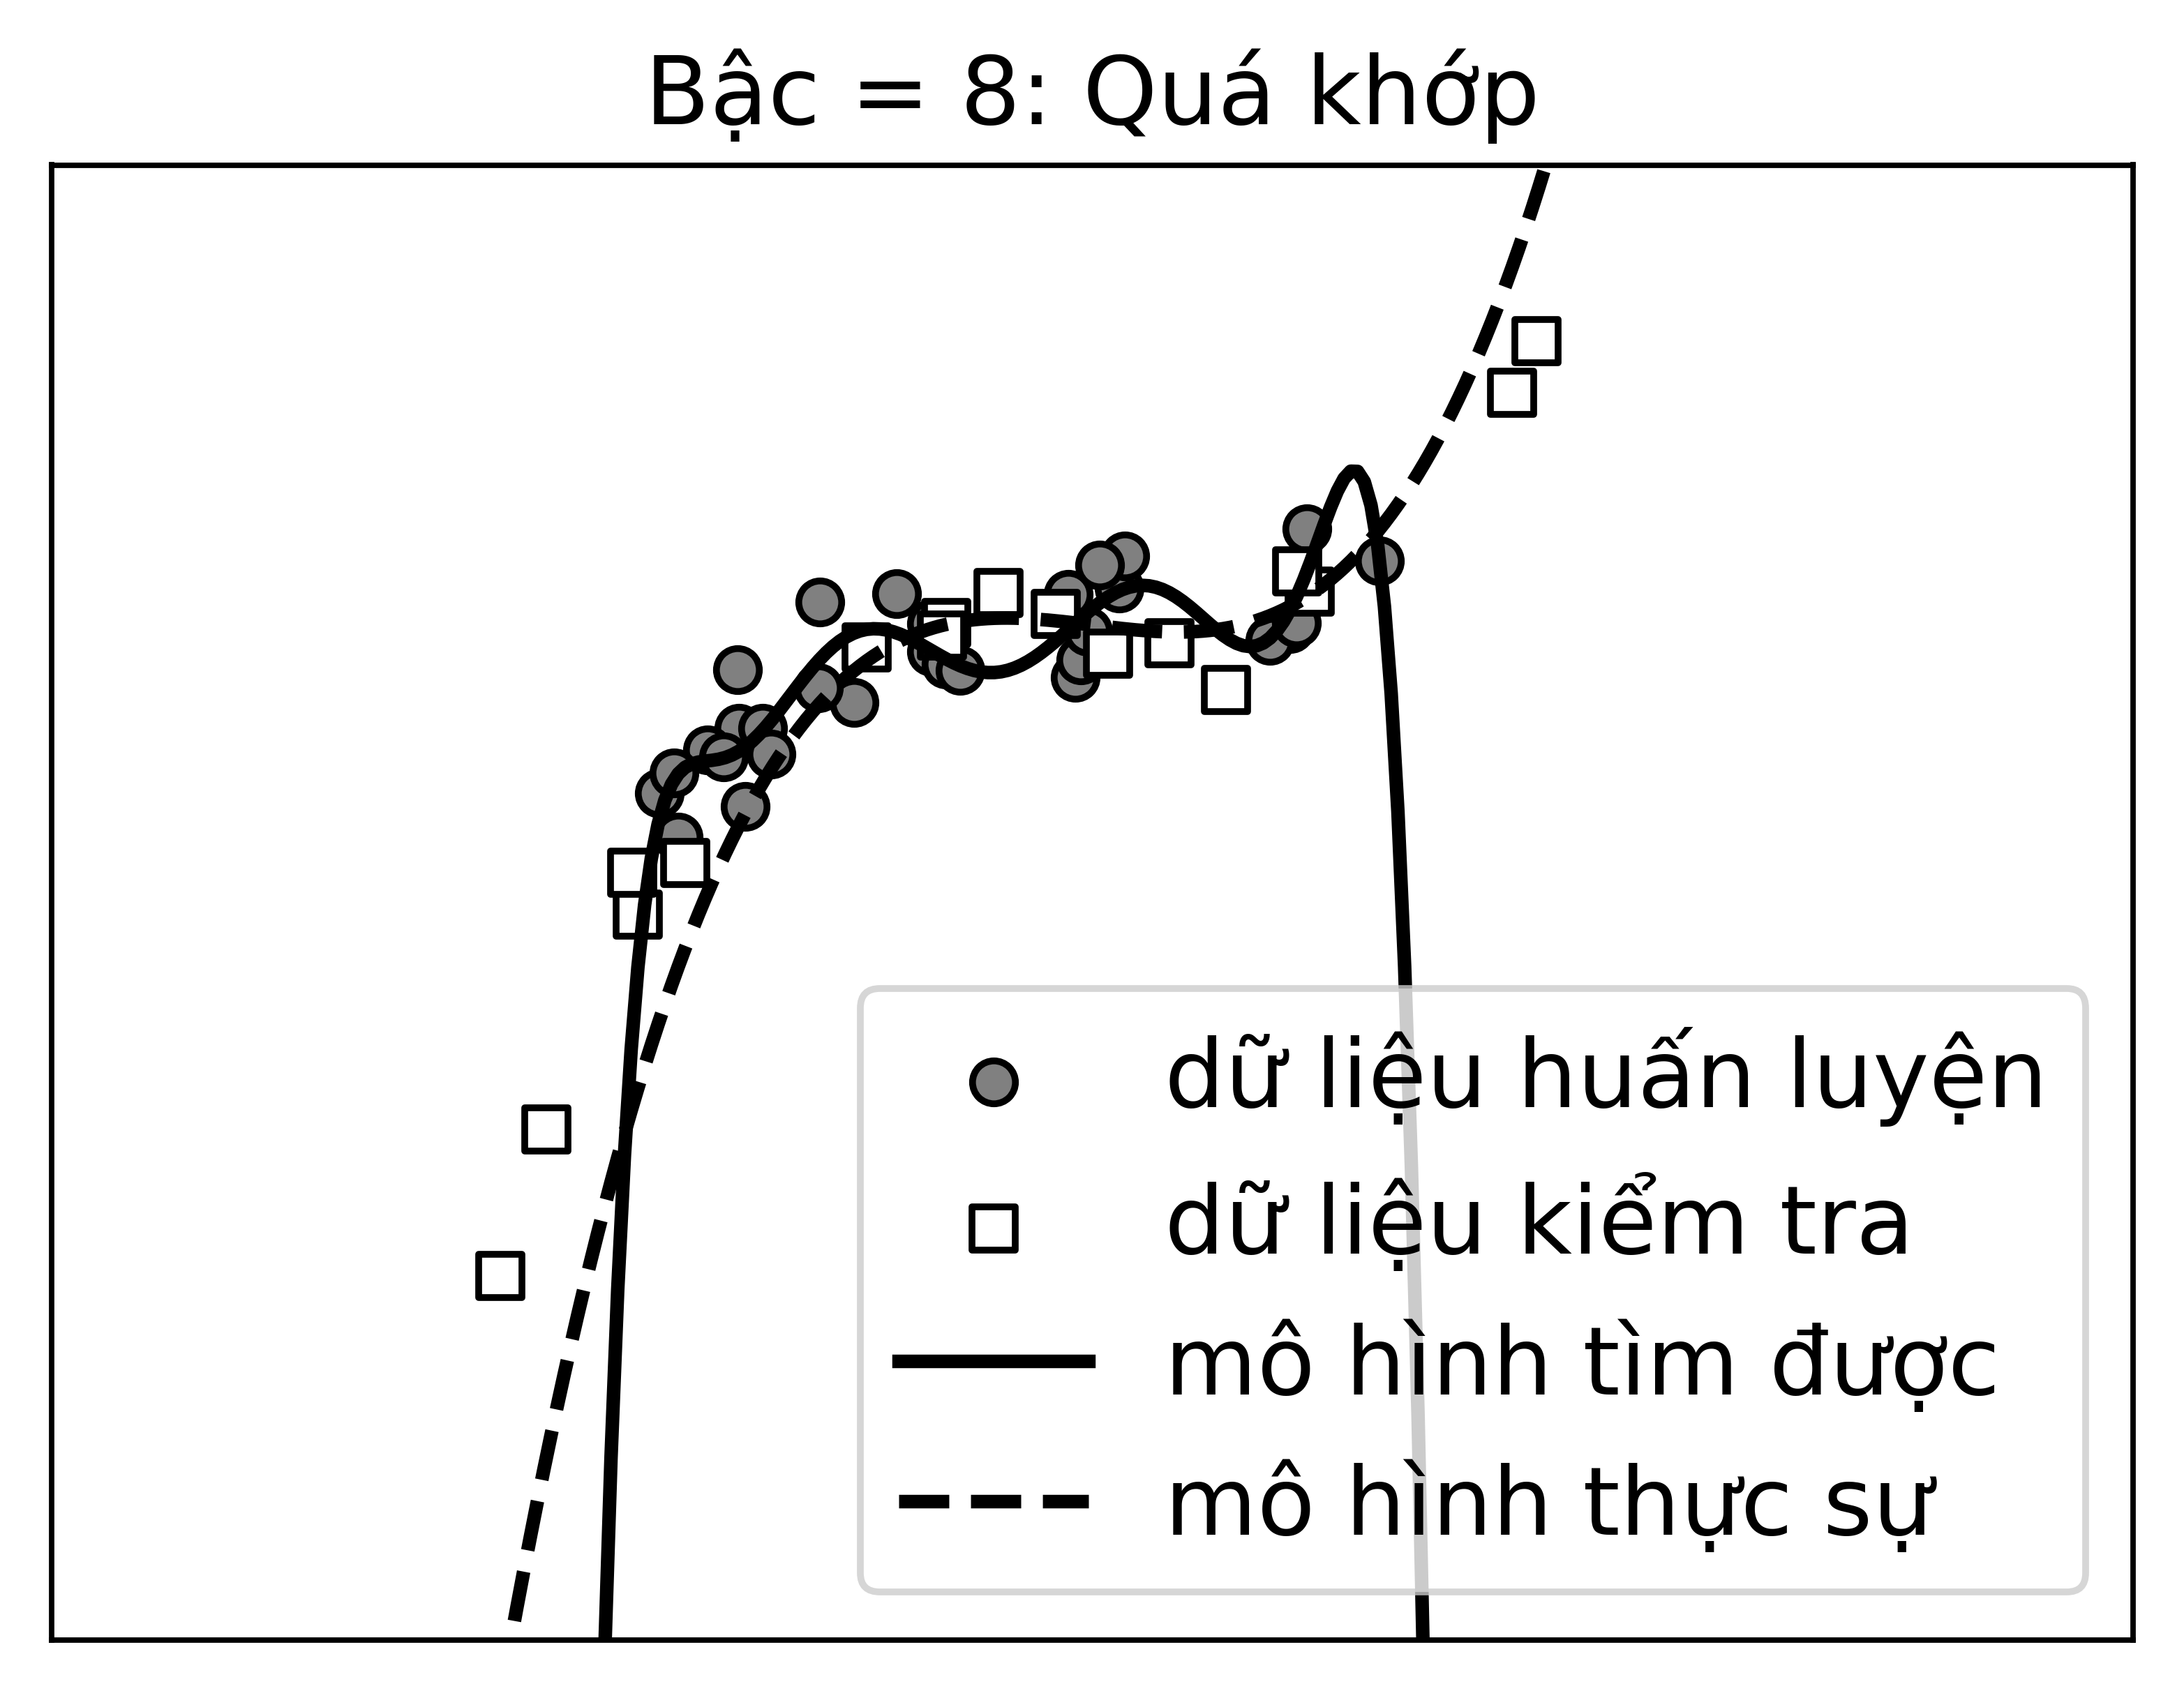 Bậc = 8: Quá khớp
dữ liệu huấn luyện
dữ liệu kiểm tra
mô hình tìm được
mô hình thực sự